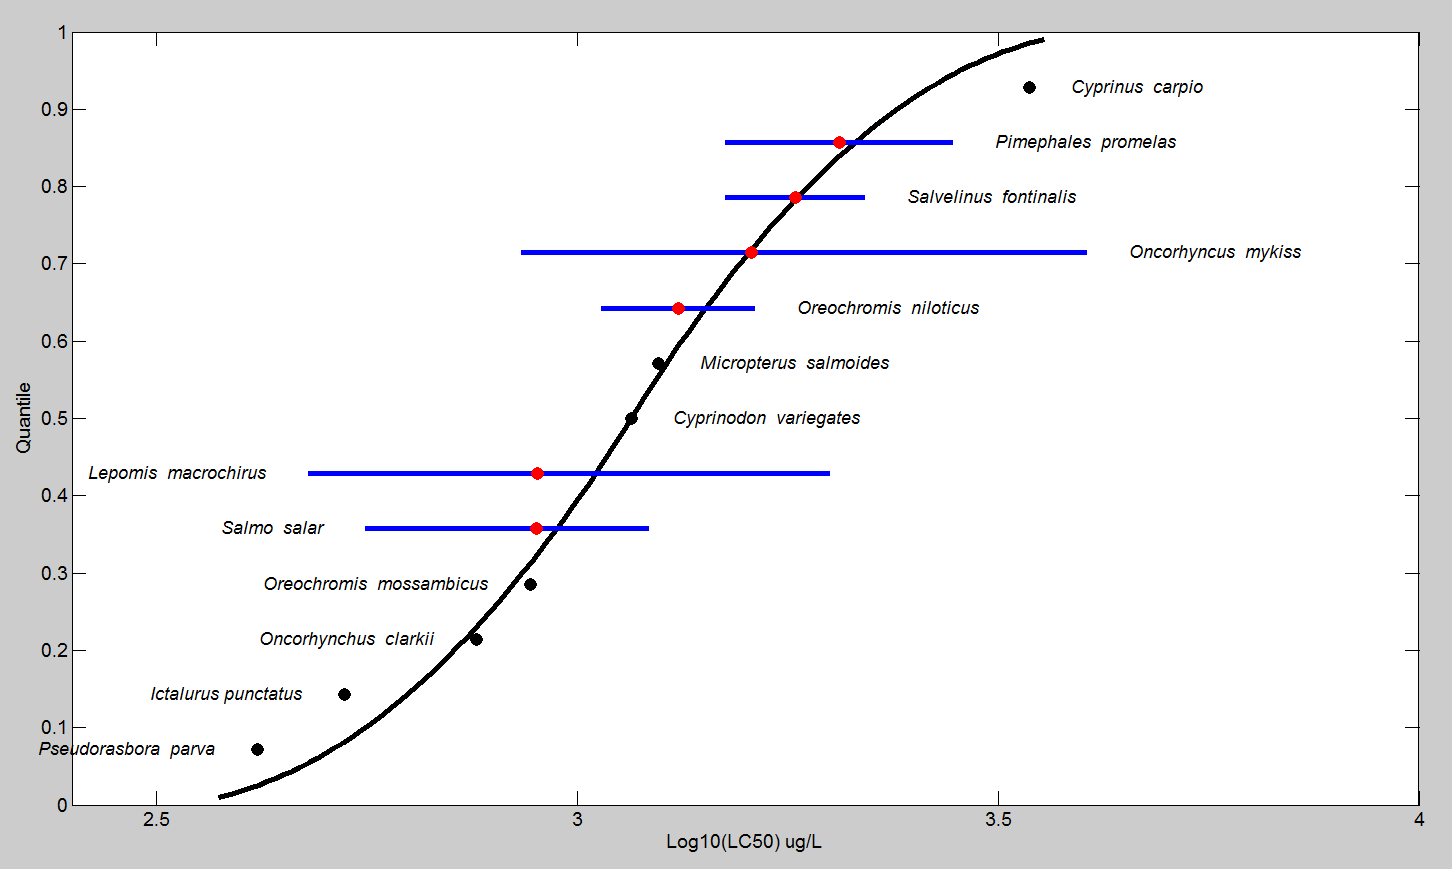 1
Cyprinus carpio
0.9
Pimephales promelas
0.8
Salvelinus fontinalis
0.7
Oncorhyncus mykiss
Oreochromis niloticus
0.6
Micropterus salmoides
Quantile
0.5
Cyprinodon variegates
Lepomis macrochirus
0.4
Salmo salar
0.3
Oreochromis mossambicus
Oncorhynchus clarkii
0.2
Ictalurus punctatus
0.1
Pseudorasbora parva
0
2.5 3 3.5 4
Log10(LC50) ug/L